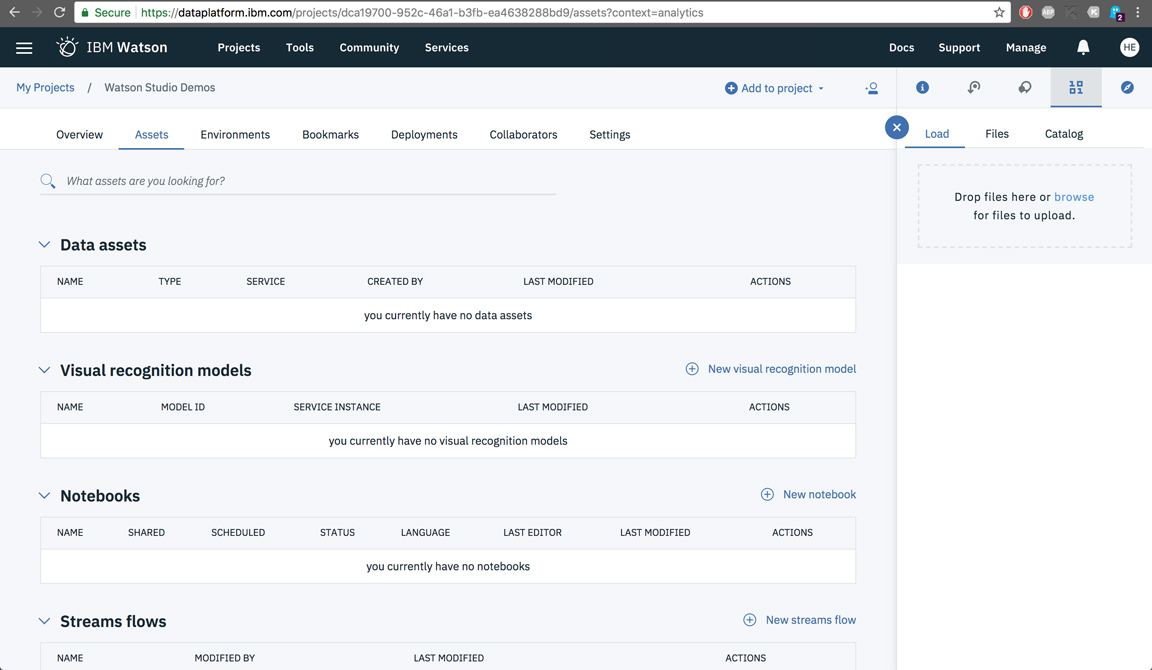 Secure https://dataplatform.ibm.com/projects/dca19700-952c-46a1-b3fb-ea4638288bd9/assets?context=analytics ABP K 2
IBM Watson Projects Tools Community Services Docs Support Manage HE
My Projects / Watson Studio Demos Add to project
Overview Assets Environments Bookmarks Deployments Collaborators Settings
Load Files Catalog
What assets are you looking for?
Drop files here or browse
for files to upload.
Data assets
NAME TYPE SERVICE CREATED BY LAST MODIFIED ACTIONS
you currently have no data assets
Visual recognition models New visual recognition model
NAME MODEL ID SERVICE INSTANCE LAST MODIFIED ACTIONS
you currently have no visual recognition models
Notebooks New notebook
NAME SHARED SCHEDULED STATUS LANGUAGE LAST EDITOR LAST MODIFIED ACTIONS
you currently have no notebooks
Streams flows New streams flow
NAME MODIFIED BY LAST MODIFIED ACTIONS